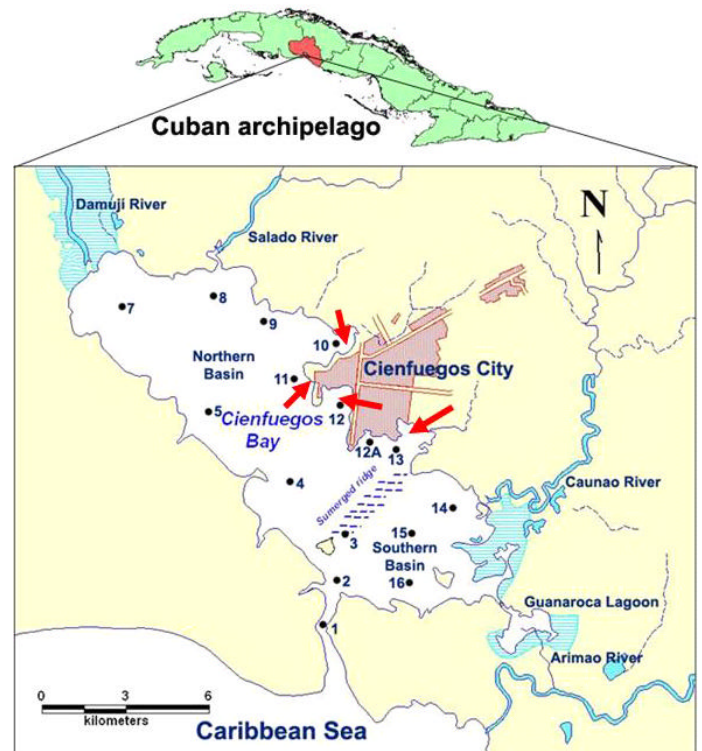 Cuban archipelago
Damuji River
Salado River
N
7
8
9
10
Northern
Basin
11
Cienfuegos City
5
Cienfuegos
Bay
12
12A
13
4
Sumerged ridge
Caunao River
14
3
15
Southern
Basin
2
16
Guanaroca Lagoon
1
Arimao River
0 3 6
kilometers
Caribbean Sea